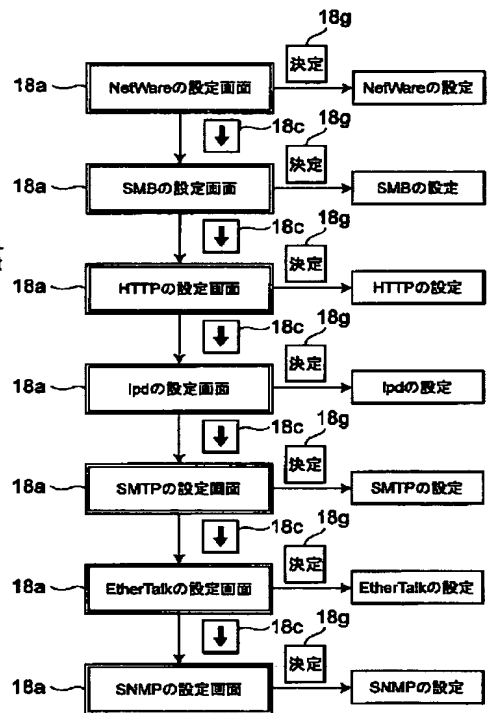 18g
18a
NetWareの設定画面
決定
NetWareの設定
18c
18g
18a
SMBの設定画面
決定
SMBの設定
18c
18g
18a
HTTPの設定画面
決定
HTTPの設定
18c
18g
18a
lpdの設定画面
決定
lpdの設定
18c
18g
18a
SMTPの設定画面
決定
SMTPの設定
18c
18g
18a
EtherTalkの設定画面
決定
EtherTalkの設定
18c
18g
18a
SNMPの設定画面
決定
SNMPの設定